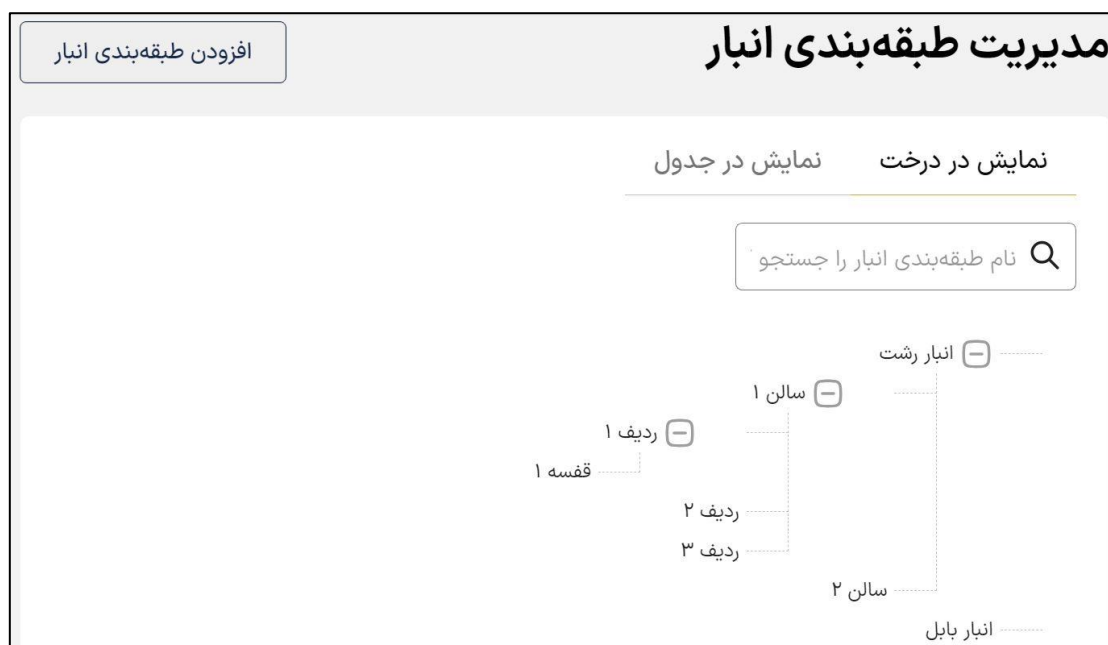 مدیریت طبقه‌بندی انبار
افزودن طبقه‌بندی انبار
نمایش در درخت
نمایش در جدول
نام طبقه‌بندی انبار را جستجو
انبار رشت
سالن ۱
ردیف ۱
قفسه ۱
ردیف ۲
ردیف ۳
سالن ۲
انبار بابل